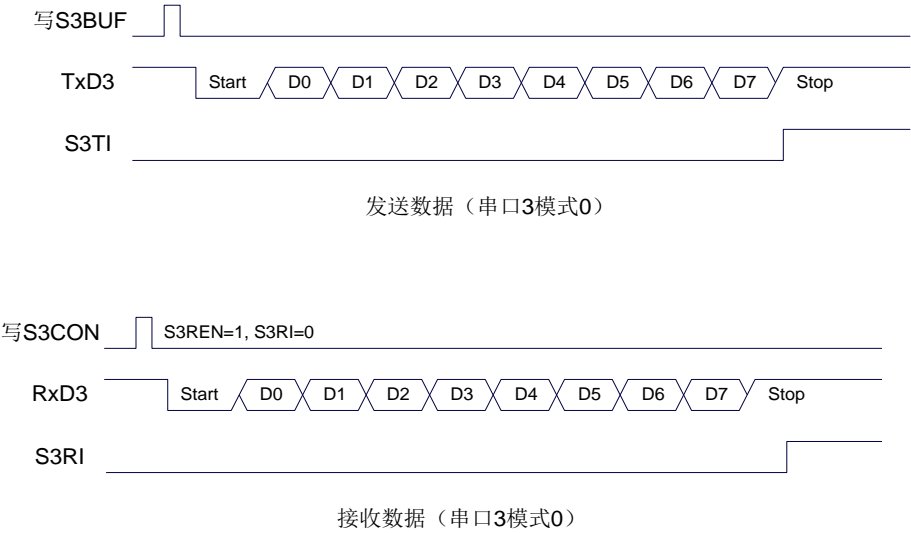 写S3BUF
TxD3 Start D0 D1 D2 D3 D4 D5 D6 D7 Stop
S3TI
发送数据（串口3模式0）
写S3CON S3REN=1, S3RI=0
RxD3 Start D0 D1 D2 D3 D4 D5 D6 D7 Stop
S3RI
接收数据（串口3模式0）